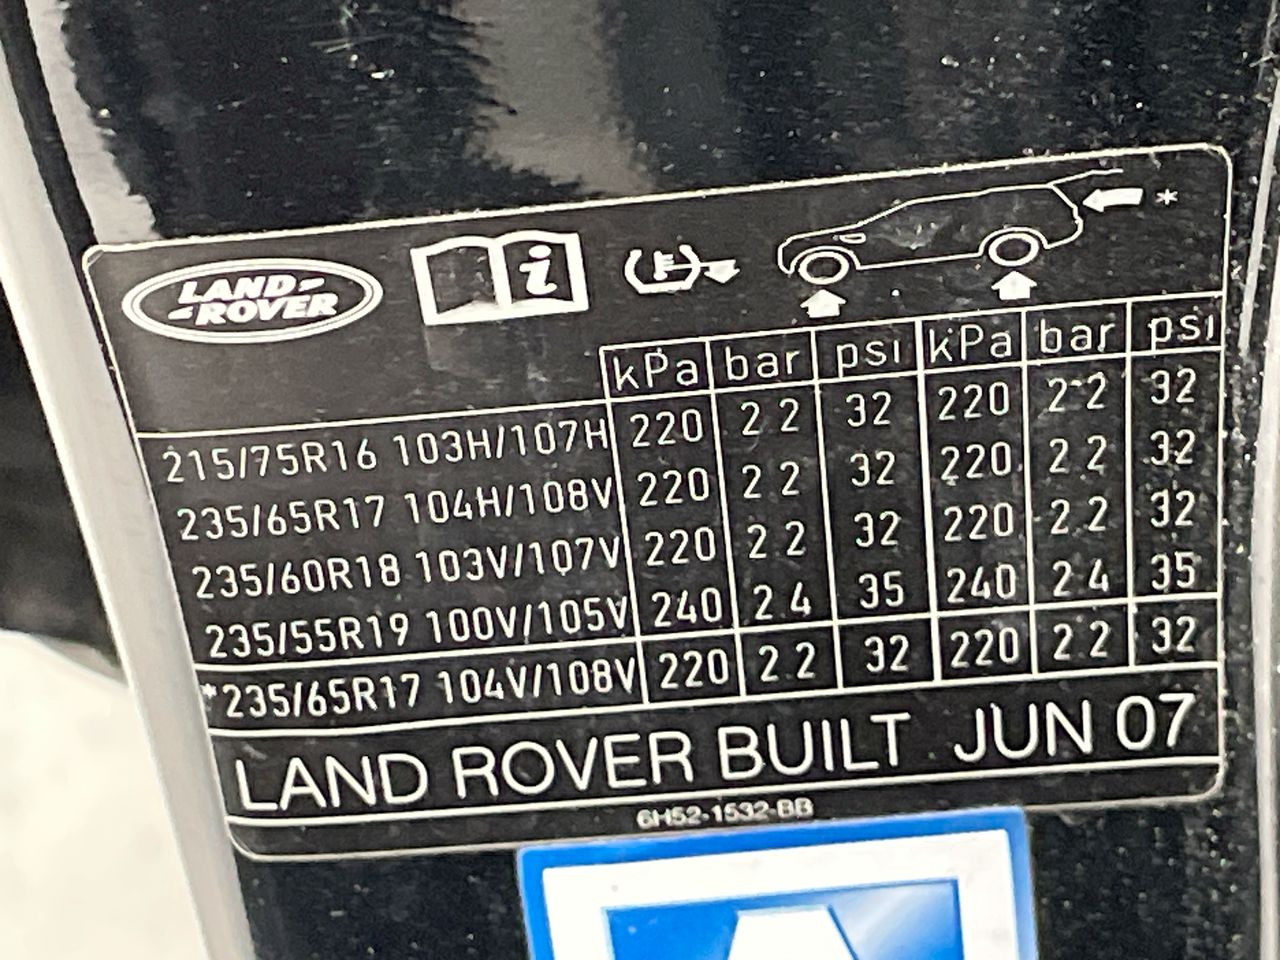 LAND-
-ROVER
i
*
kPa bar psi kPa bar psi
215/75R16 103H/107H 220 2.2 32 220 2.2 32
235/65R17 104H/108V 220 2.2 32 220 2.2 32
235/60R18 103V/107V 220 2.2 32 220 2.2 32
235/55R19 100V/105V 240 2.4 35 240 2.4 35
*235/65R17 104V/108V 220 2.2 32 220 2.2 32
LAND ROVER BUILT JUN 07
6H52-1532-BB